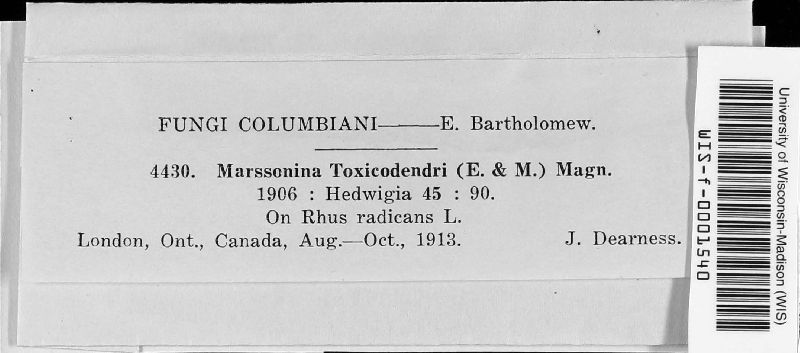 FUNGI COLUMBIANI———E. Bartholomew.
4430. Marssonina Toxicodendri (E. & M.) Magn.
1906 : Hedwigia 45 : 90.
On Rhus radicans L.
London, Ont., Canada, Aug.—Oct., 1913. J. Dearness.
University of Wisconsin-Madison (WIS)
WIS-f-0001540